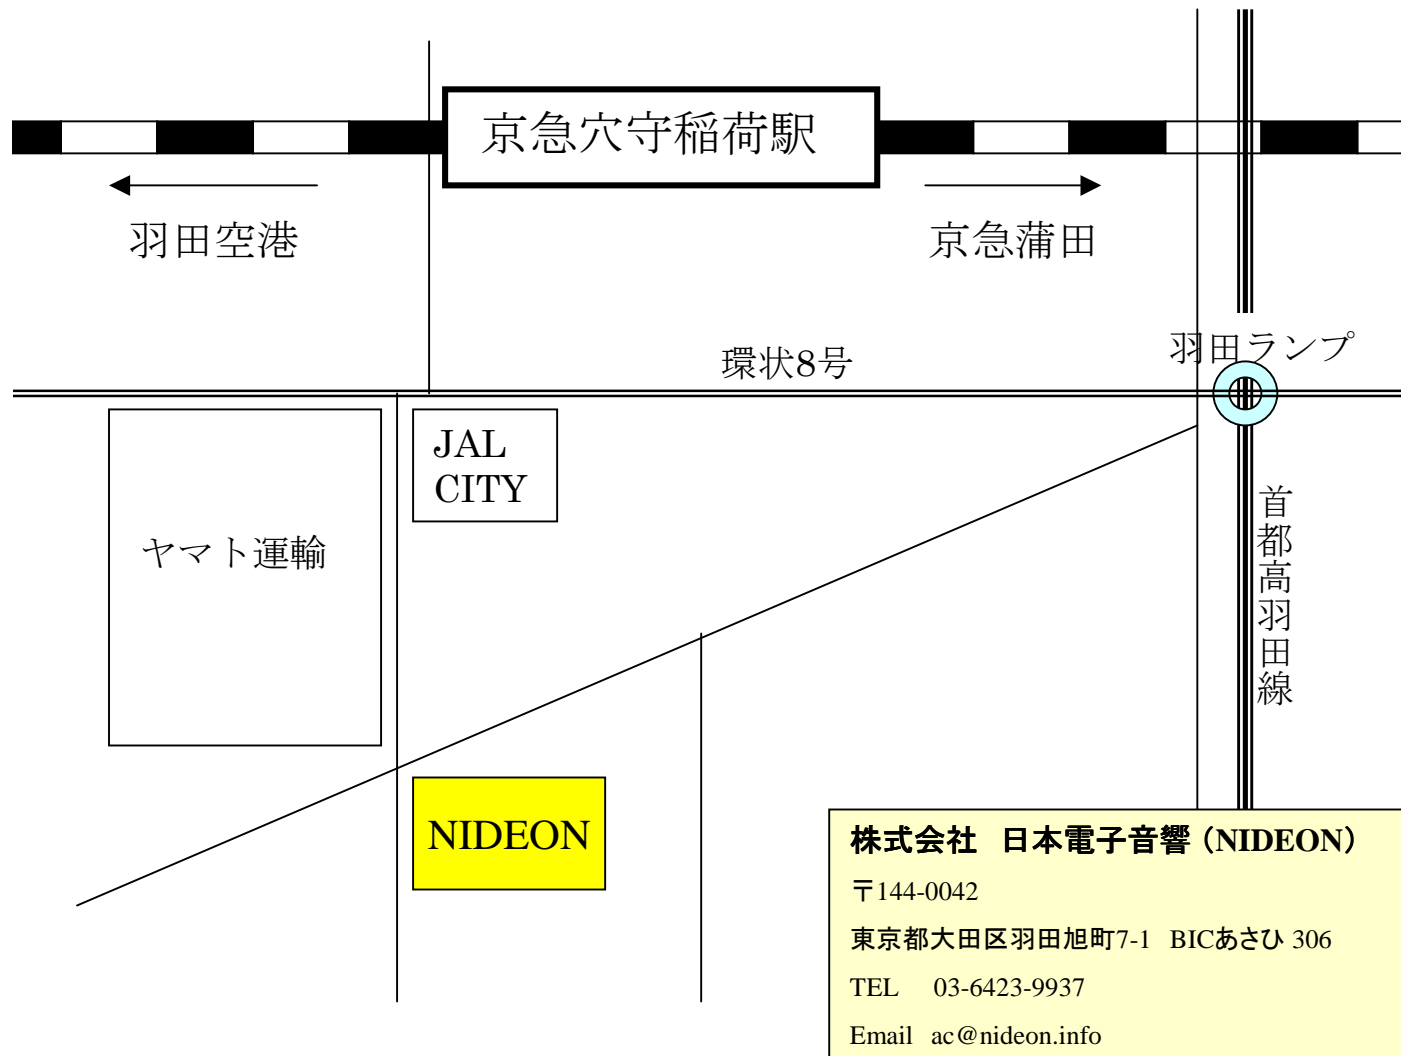 京急穴守稲荷駅
羽田空港
京急蒲田
環状8号
羽田ランプ
JAL
CITY
ヤマト運輸
首都高羽田線
NIDEON
株式会社 日本電子音響（NIDEON）
〒144-0042
東京都大田区羽田旭町7-1 BICあさひ 306
TEL 03-6423-9937
Email ac@nideon.info